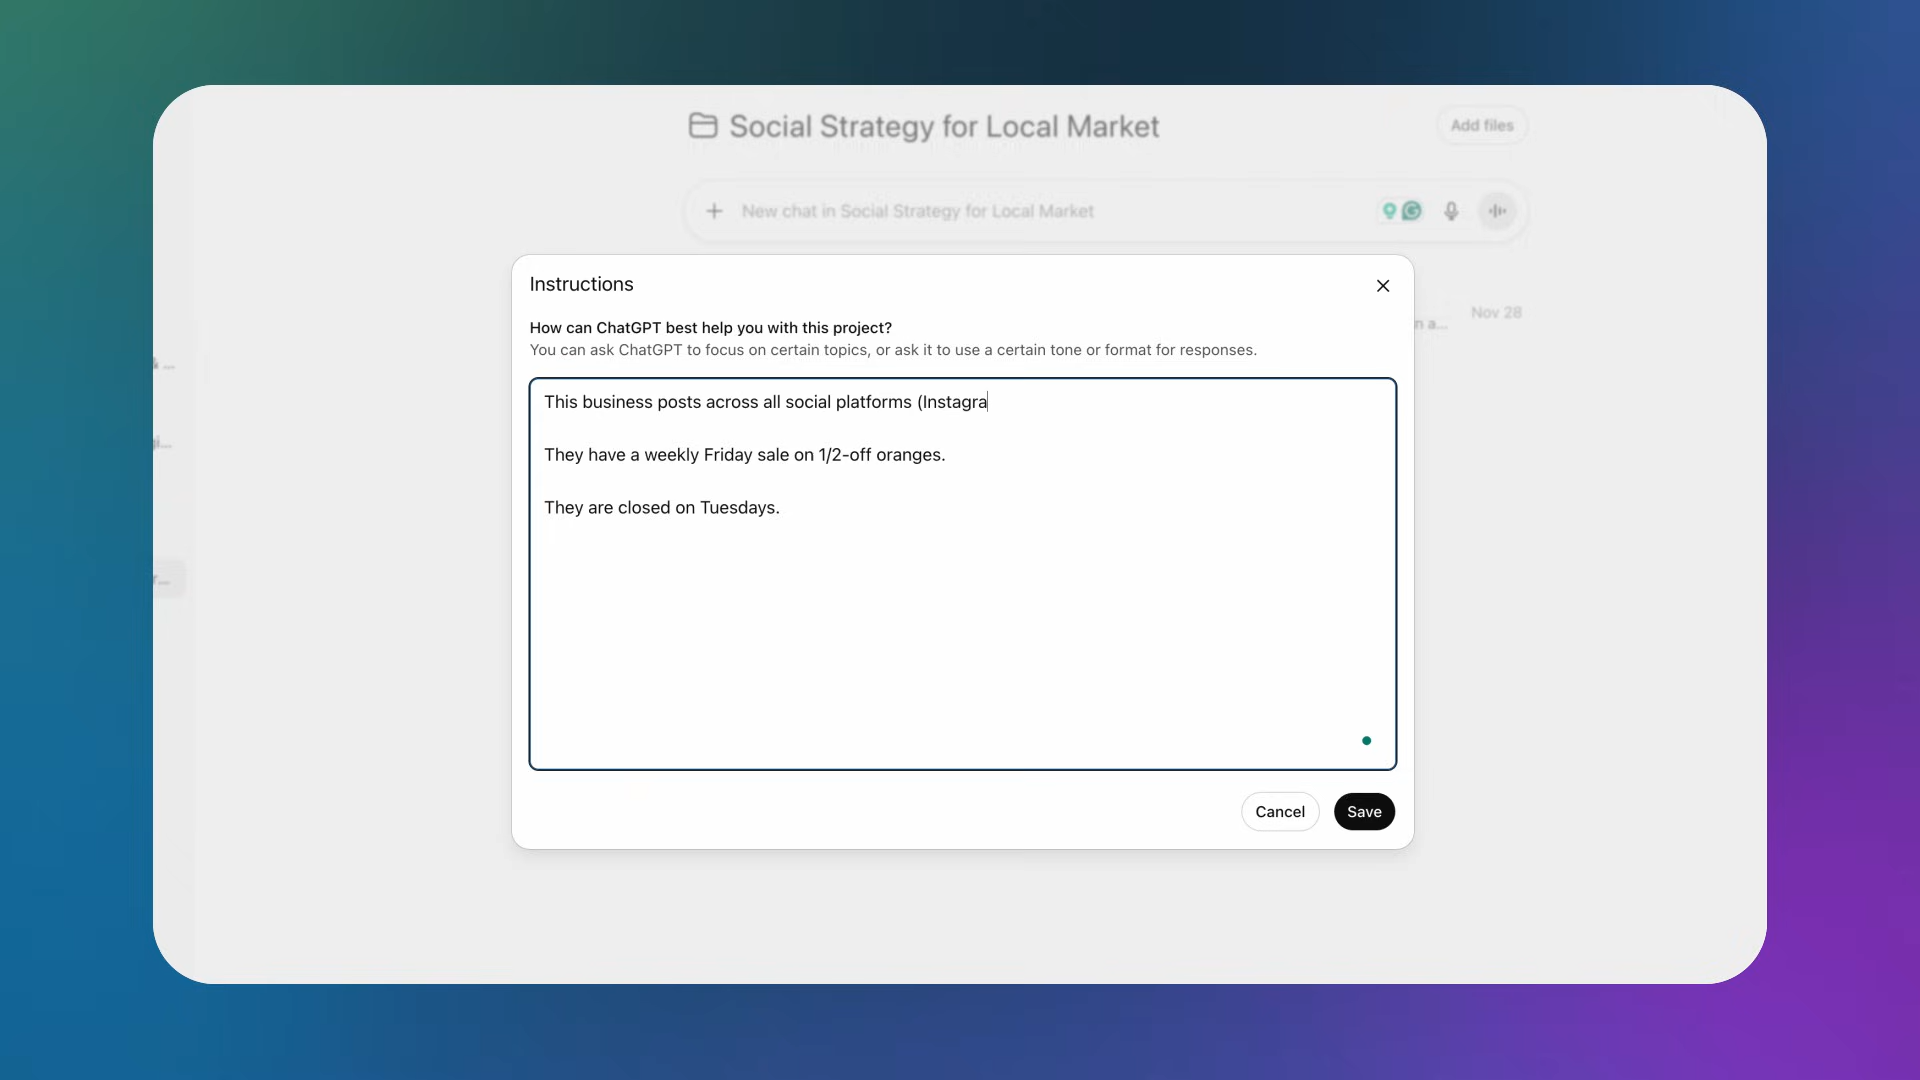 Social Strategy for Local Market
Add files
New chat in Social Strategy for Local Market
Instructions
How can ChatGPT best help you with this project?
You can ask ChatGPT to focus on certain topics, or ask it to use a certain tone or format for responses.
Nov 28
n a...
This business posts across all social platforms (Instagra
They have a weekly Friday sale on 1/2-off oranges.
They are closed on Tuesdays.
Cancel
Save